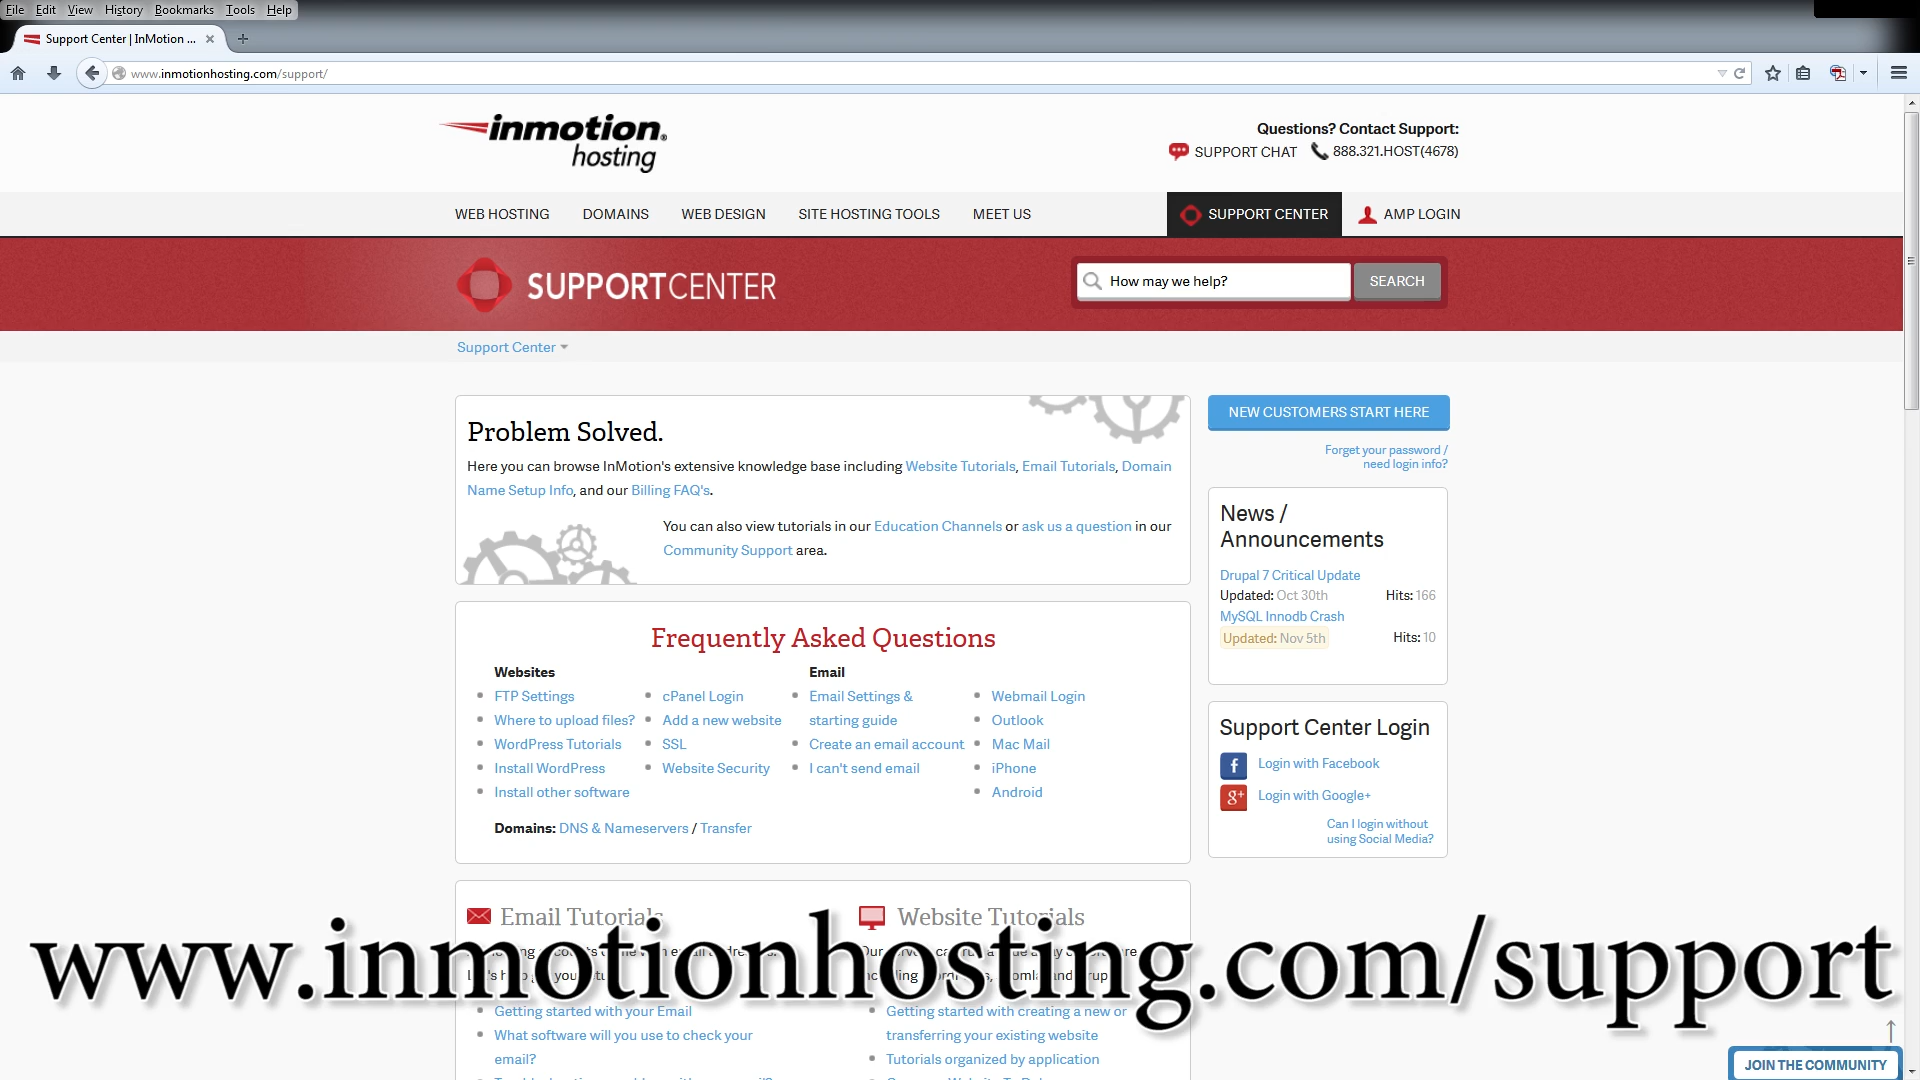 File Edit View History Bookmarks Tools Help
Support Center | InMotion ...
www.inmotionhosting.com/support/
inmotion® hosting
Questions? Contact Support:
SUPPORT CHAT 888.321.HOST(4678)
WEB HOSTING DOMAINS WEB DESIGN SITE HOSTING TOOLS MEET US SUPPORT CENTER AMP LOGIN
SUPPORTCENTER
How may we help? SEARCH
Support Center
Problem Solved.
Here you can browse InMotion's extensive knowledge base including Website Tutorials, Email Tutorials, Domain
Name Setup Info, and our Billing FAQ's.
You can also view tutorials in our Education Channels or ask us a question in our
Community Support area.
NEW CUSTOMERS START HERE
Forget your password /
need login info?
News /
Announcements
Drupal 7 Critical Update
Updated: Oct 30th Hits: 166
MySQL Innodb Crash
Updated: Nov 5th Hits: 10
Frequently Asked Questions
Websites
FTP Settings
Where to upload files?
WordPress Tutorials
Install WordPress
Install other software
cPanel Login
Add a new website
SSL
Website Security
Email
Email Settings &
starting guide
Create an email account
I can't send email
Webmail Login
Outlook
Mac Mail
iPhone
Android
Domains: DNS & Nameservers / Transfer
Support Center Login
f Login with Facebook
g+ Login with Google+
Can I login without
using Social Media?
Email Tutorials
Website Tutorials
www.inmotionhosting.com/support
Getting started with your Email
What software will you use to check your
email?
Getting started with creating a new or
transferring your existing website
Tutorials organized by application
JOIN THE COMMUNITY